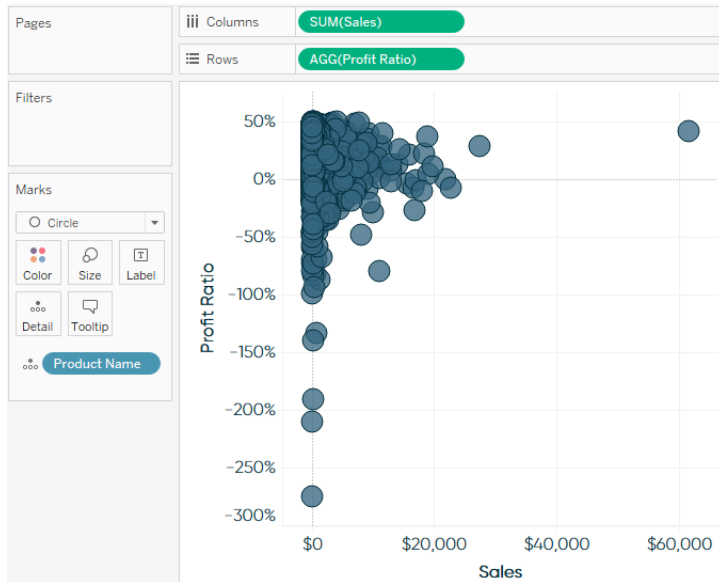 Pages
Columns SUM(Sales)
Rows AGG(Profit Ratio)
Filters
Marks
Circle
Color Size Label
Detail Tooltip
Product Name
Profit Ratio
50%
0%
-50%
-100%
-150%
-200%
-250%
-300%
$0 $20,000 $40,000 $60,000
Sales